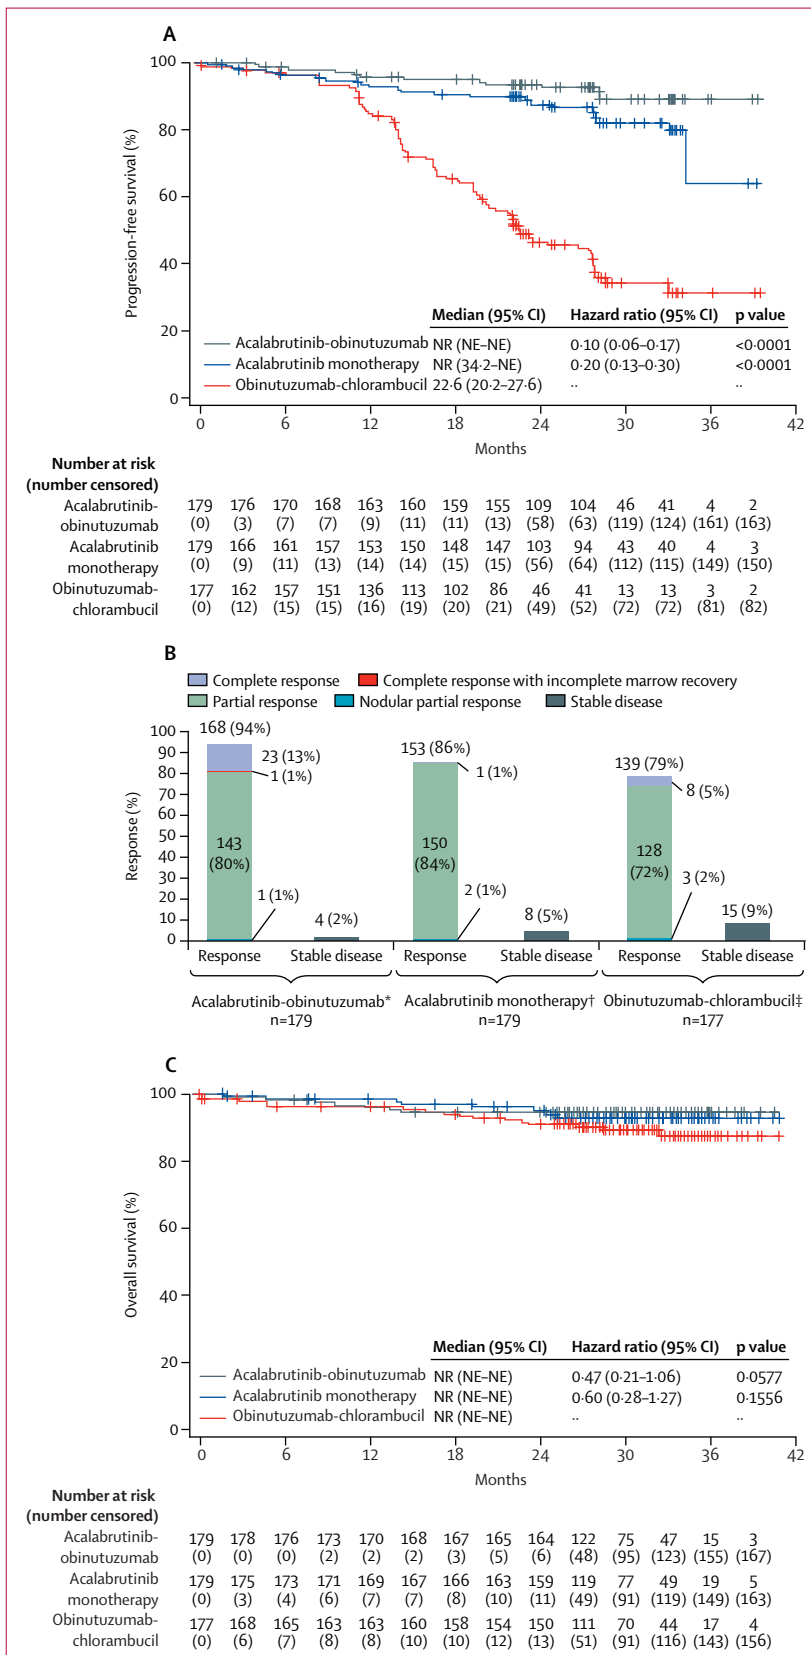 A
100
80
60
40
20
0
Progression-free survival (%)
Median (95% CI) Hazard ratio (95% CI) p value
Acalabrutinib-obinutuzumab NR (NE–NE) 0·10 (0·06–0·17) <0·0001
Acalabrutinib monotherapy NR (34·2–NE) 0·20 (0·13–0·30) <0·0001
Obinutuzumab-chlorambucil 22·6 (20·2–27·6) ·· ··
0 6 12 18 24 30 36 42
Months
Number at risk
(number censored)
Acalabrutinib- 179 176 170 168 163 160 159 155 109 104 46 41 4 2
obinutuzumab (0) (3) (7) (7) (9) (11) (11) (13) (58) (63) (119) (124) (161) (163)
Acalabrutinib 179 166 161 157 153 150 148 147 103 94 43 40 4 3
monotherapy (0) (9) (11) (13) (14) (14) (15) (15) (56) (64) (112) (115) (149) (150)
Obinutuzumab- 177 162 157 151 136 113 102 86 46 41 13 13 3 2
chlorambucil (0) (12) (15) (15) (16) (19) (20) (21) (49) (52) (72) (72) (81) (82)
B
Complete response Complete response with incomplete marrow recovery
Partial response Nodular partial response Stable disease
100
90
80
70
60
50
40
30
20
10
0
Response (%)
168 (94%)
23 (13%)
1 (1%)
143
(80%)
1 (1%)
4 (2%)
153 (86%)
1 (1%)
150
(84%)
2 (1%)
8 (5%)
139 (79%)
8 (5%)
128
(72%)
3 (2%)
15 (9%)
Response Stable disease Response Stable disease Response Stable disease
Acalabrutinib-obinutuzumab* Acalabrutinib monotherapy† Obinutuzumab-chlorambucil‡
n=179 n=179 n=177
C
100
80
60
40
20
0
Overall survival (%)
Median (95% CI) Hazard ratio (95% CI) p value
Acalabrutinib-obinutuzumab NR (NE–NE) 0·47 (0·21–1·06) 0·0577
Acalabrutinib monotherapy NR (NE–NE) 0·60 (0·28–1·27) 0·1556
Obinutuzumab-chlorambucil NR (NE–NE) ·· ··
0 6 12 18 24 30 36 42
Months
Number at risk
(number censored)
Acalabrutinib- 179 178 176 173 170 168 167 165 164 122 75 47 15 3
obinutuzumab (0) (0) (0) (2) (2) (2) (3) (5) (6) (48) (95) (123) (155) (167)
Acalabrutinib 179 175 173 171 169 167 166 163 159 119 77 49 19 5
monotherapy (0) (3) (4) (6) (7) (7) (8) (10) (11) (49) (91) (119) (149) (163)
Obinutuzumab- 177 168 165 163 163 160 158 154 150 111 70 44 17 4
chlorambucil (0) (6) (7) (8) (8) (10) (10) (12) (13) (51) (91) (116) (143) (156)